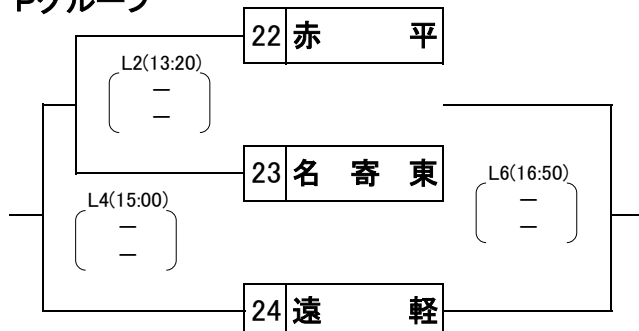 Pグループ
22 赤 平
L2(13:20)
－
－
23 名 寄 東
L6(16:50)
－
－
L4(15:00)
－
－
24 遠 軽